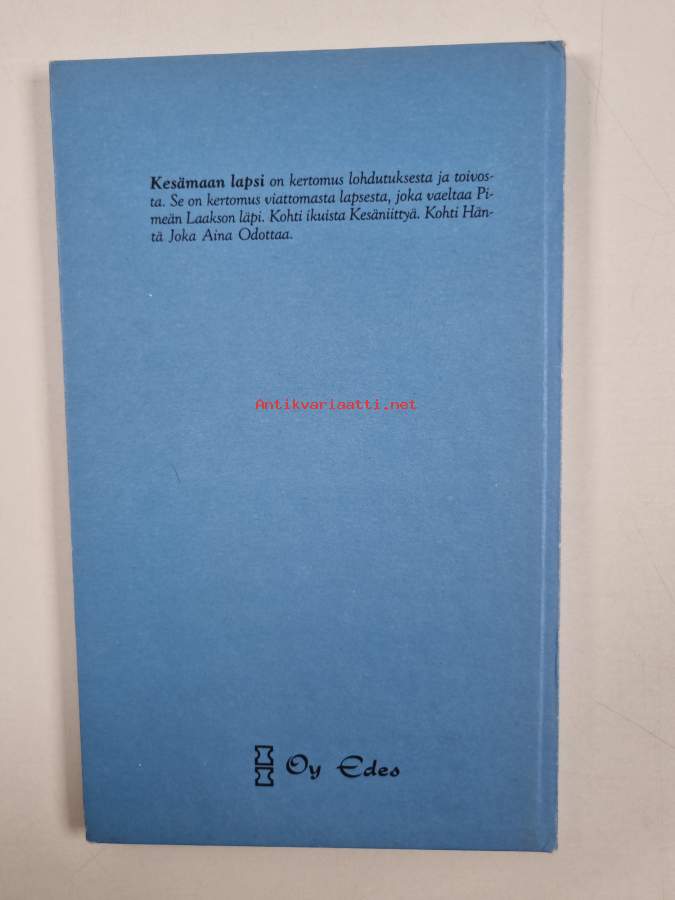 Kesämaan lapsi on kertomus lohdutuksesta ja toivos-
ta. Se on kertomus viattomasta lapsesta, joka vaeltaa Pi-
meän Laakson läpi. Kohti ikuista Kesäniittyä. Kohti Hän-
tä Joka Aina Odottaa.
Antikvariaatti.net
Oy Edes